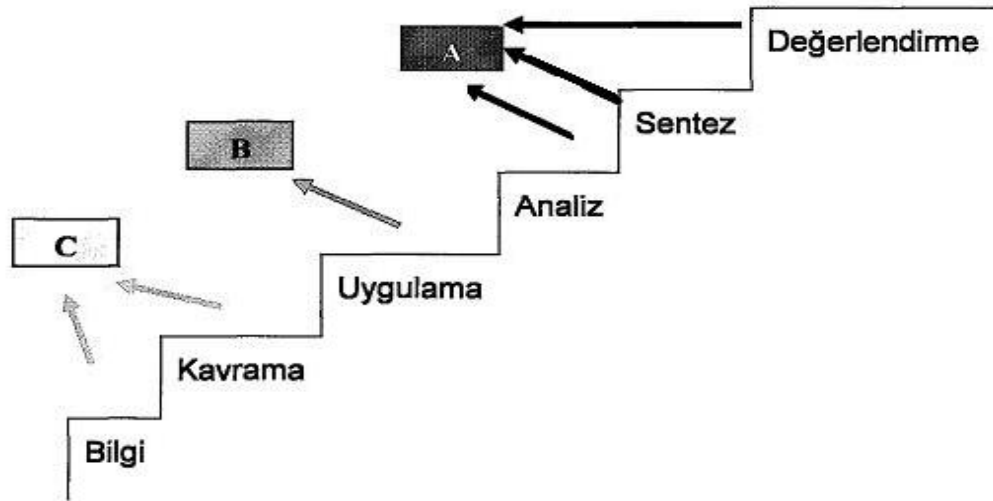 A
Değerlendirme
Sentez
B
Analiz
C
Uygulama
Kavrama
Bilgi